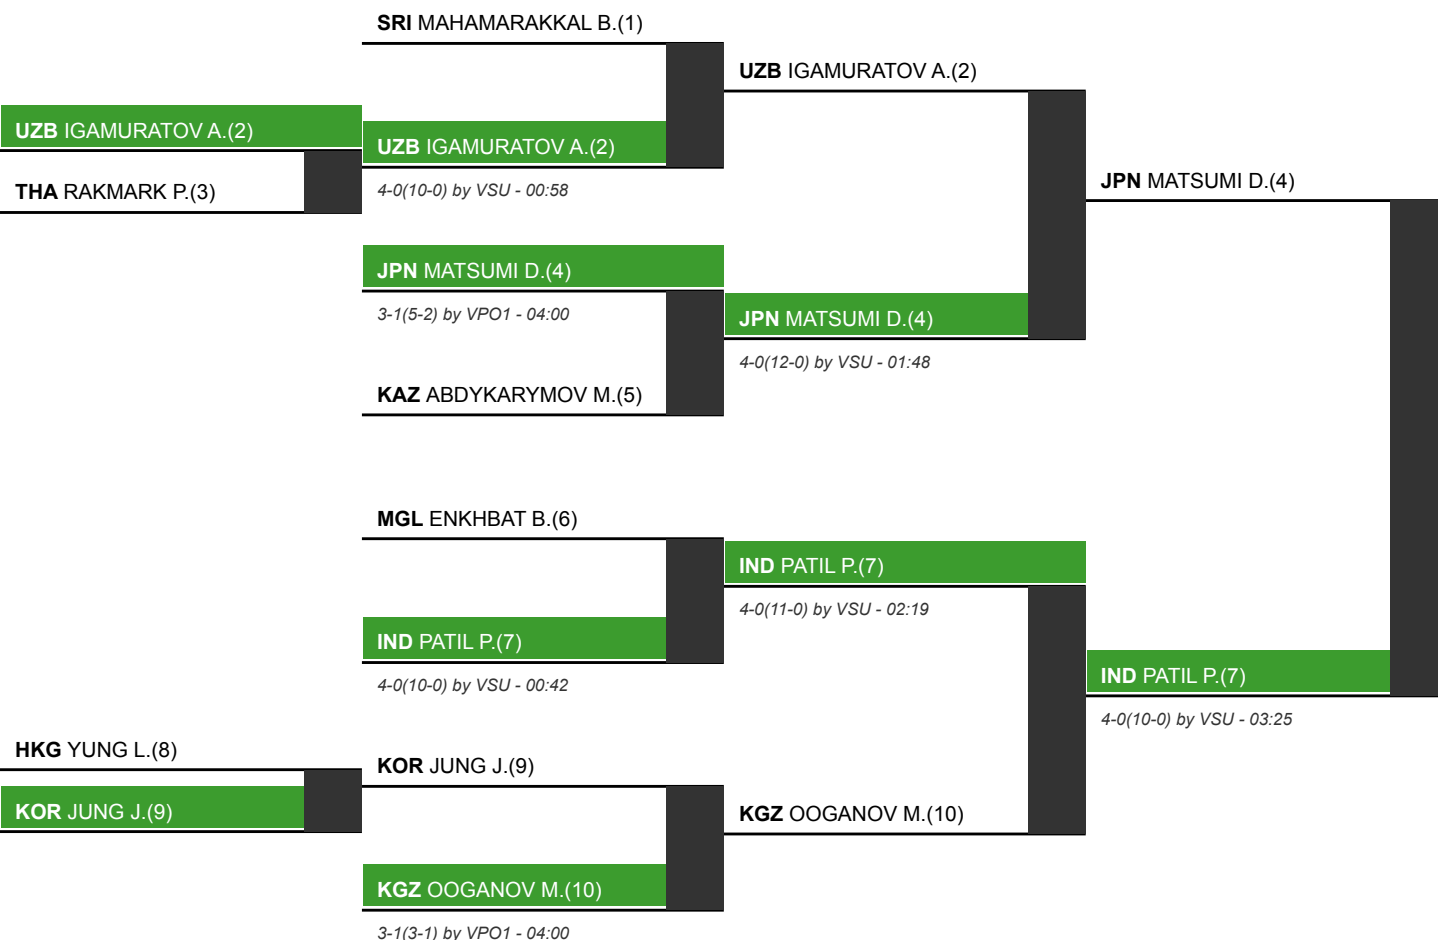 SRI MAHAMARAKKAL B.(1)
UZB IGAMURATOV A.(2)
UZB IGAMURATOV A.(2)
UZB IGAMURATOV A.(2)
THA RAKMARK P.(3)
4-0(10-0) by VSU - 00:58
JPN MATSUMI D.(4)
JPN MATSUMI D.(4)
3-1(5-2) by VPO1 - 04:00
JPN MATSUMI D.(4)
4-0(12-0) by VSU - 01:48
KAZ ABDYKARYMOV M.(5)
MGL ENKHBAT B.(6)
IND PATIL P.(7)
4-0(11-0) by VSU - 02:19
IND PATIL P.(7)
4-0(10-0) by VSU - 00:42
IND PATIL P.(7)
4-0(10-0) by VSU - 03:25
HKG YUNG L.(8)
KOR JUNG J.(9)
KOR JUNG J.(9)
KGZ OOGANOV M.(10)
KGZ OOGANOV M.(10)
3-1(3-1) by VPO1 - 04:00